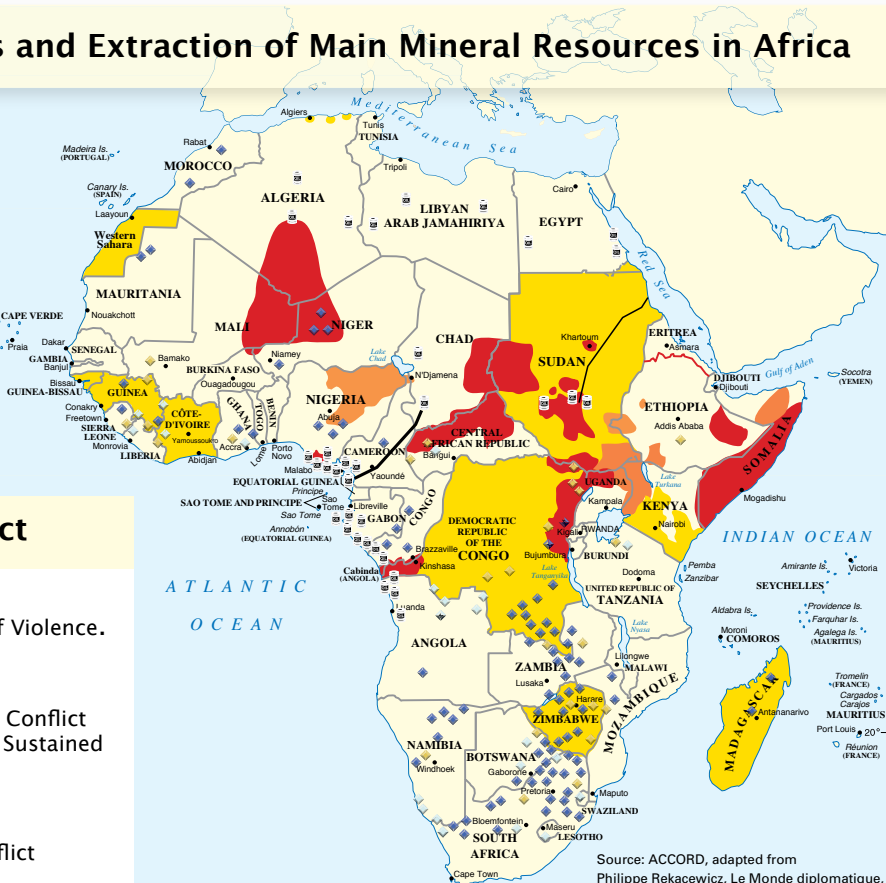 s and Extraction of Main Mineral Resources in Africa
Mediterranean Sea
Algiers
Tunis
TUNISIA
Rabat
Madeira Is.
(PORTUGAL)
MOROCCO
Tripoli
Canary Is.
(SPAIN)
ALGERIA
Cairo
Laayoun
LIBYAN
ARAB JAMAHIRIYA
EGYPT
Western
Sahara
Red Sea
MAURITANIA
CAPE VERDE
Nouakchott
MALI
NIGER
Praia
CHAD
Khartoum
ERITREA
Asmara
Dakar
SENEGAL
GAMBIA
Banjul
Bamako
Niamey
Lake
Chad
SUDAN
BURKINA FASO
Ouagadougou
N'Djamena
DJIBOUTI
Djibouti
Gulf of Aden
Socotra
(YEMEN)
Bissau
GUINEA-BISSAU
GUINEA
NIGERIA
Abuja
ETHIOPIA
Addis Ababa
Conakry
Freetown
SIERRA
LEONE
Monrovia
LIBERIA
CÔTE-
D'IVOIRE
Yamoussoukro
Abidjan
GHANA
TOGO
BENIN
Accra
Lomé
Porto
Novo
CENTRAL
FRICAN REPUBLIC
Bangui
SOMALIA
Malabo
CAMEROON
Yaoundé
EQUATORIAL GUINEA
Principe
SAO TOME AND PRINCIPE
Sao
Tome
Sao Tome
Libreville
GABON
CONGO
UGANDA
Kampala
Lake
Turkana
KENYA
Nairobi
Mogadishu
Annobón
(EQUATORIAL GUINEA)
DEMOCRATIC
REPUBLIC
OF THE
CONGO
Kigali
RWANDA
Bujumbura
BURUNDI
INDIAN OCEAN
ct
Brazzaville
Kinshasa
Cabinda
(ANGOLA)
Lake
Tanganyika
Dodoma
UNITED REPUBLIC OF
TANZANIA
Pemba
Zanzibar
Amirante Is.
Victoria
SEYCHELLES
ATLANTIC
OCEAN
Aldabra Is.
Providence Is.
Farquhar Is.
Agalega Is.
(MAURITIUS)
f Violence.
ANGOLA
Lake
Nyasa
Moroni
COMOROS
ZAMBIA
Lusaka
Lilongwe
MALAWI
MOZAMBIQUE
Tromelin
(FRANCE)
Cargados
Carajos
MAURITIUS
Port Louis
20°
Réunion
(FRANCE)
Conflict
Sustained
Harare
ZIMBABWE
MADAGASCAR
Antananarivo
NAMIBIA
Windhoek
BOTSWANA
Gaborone
Pretoria
Maputo
SWAZILAND
flict
Bloemfontein
Maseru
LESOTHO
SOUTH
AFRICA
Cape Town
Source: ACCORD, adapted from
Philippe Rekacewicz, Le Monde diplomatique,